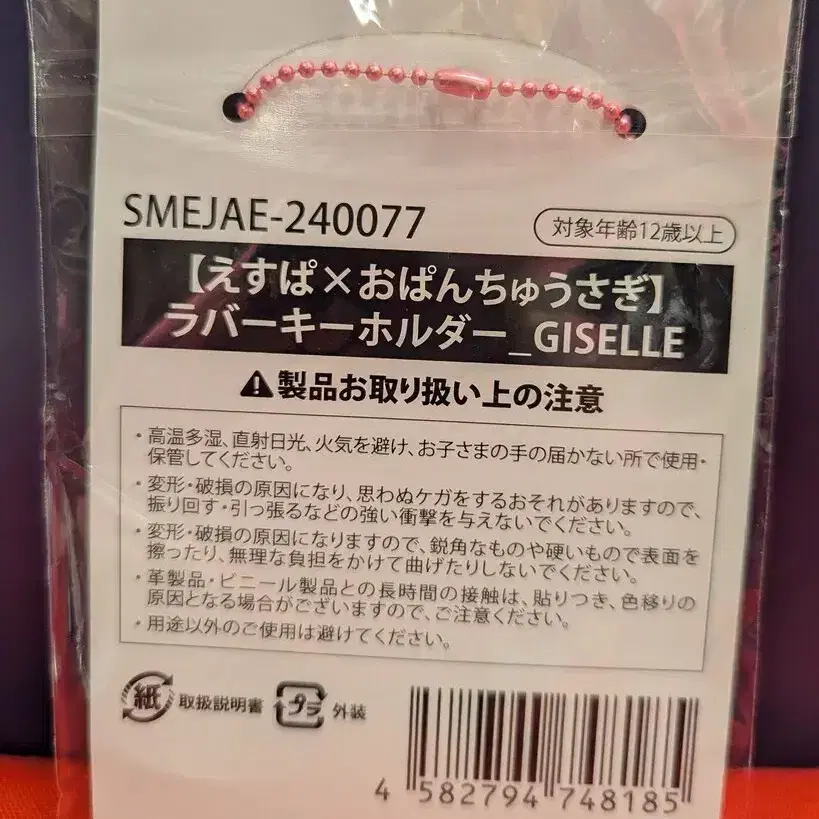 SMEJAE-240077
対象年齢12歳以上
【えすぱ×おぱんちゅうさぎ】
ラバーキーホルダー_GISELLE
製品お取り扱い上の注意
・高温多湿、直射日光、火気を避け、お子さまの手の届かない所で使用・
保管してください。
・変形・破損の原因になり、思わぬケガをするおそれがありますので、
振り回す・引っ張るなどの強い衝撃を与えないでください。
・変形・破損の原因になりますので、鋭角なものや硬いもので表面を
擦ったり、無理な負担をかけて曲げたりしないでください。
・革製品・ビニール製品との長時間の接触は、貼りつき、色移りの
原因となる場合がございますので、ご注意ください。
・用途以外のご使用は避けてください。
紙 取扱説明書 プラ 外装
4 582794 748185